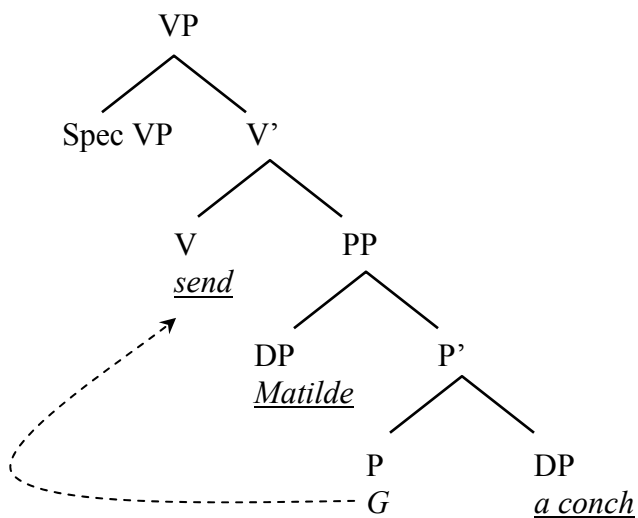 VP
Spec VP V’
V PP
send
DP P’
Matilde
P DP
G a conch